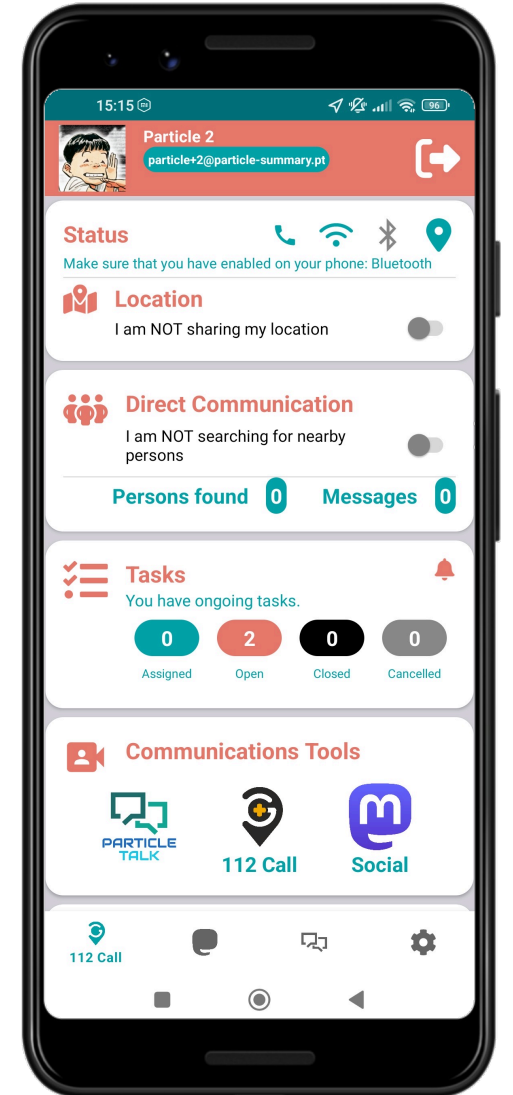 15:15
96
Particle 2
particle+2@particle-summary.pt
Status
Make sure that you have enabled on your phone: Bluetooth
Location
I am NOT sharing my location
Direct Communication
I am NOT searching for nearby
persons
Persons found 0 Messages 0
Tasks
You have ongoing tasks.
0 2 0 0
Assigned Open Closed Cancelled
Communications Tools
PARTICLE
TALK
112 Call Social
112 Call